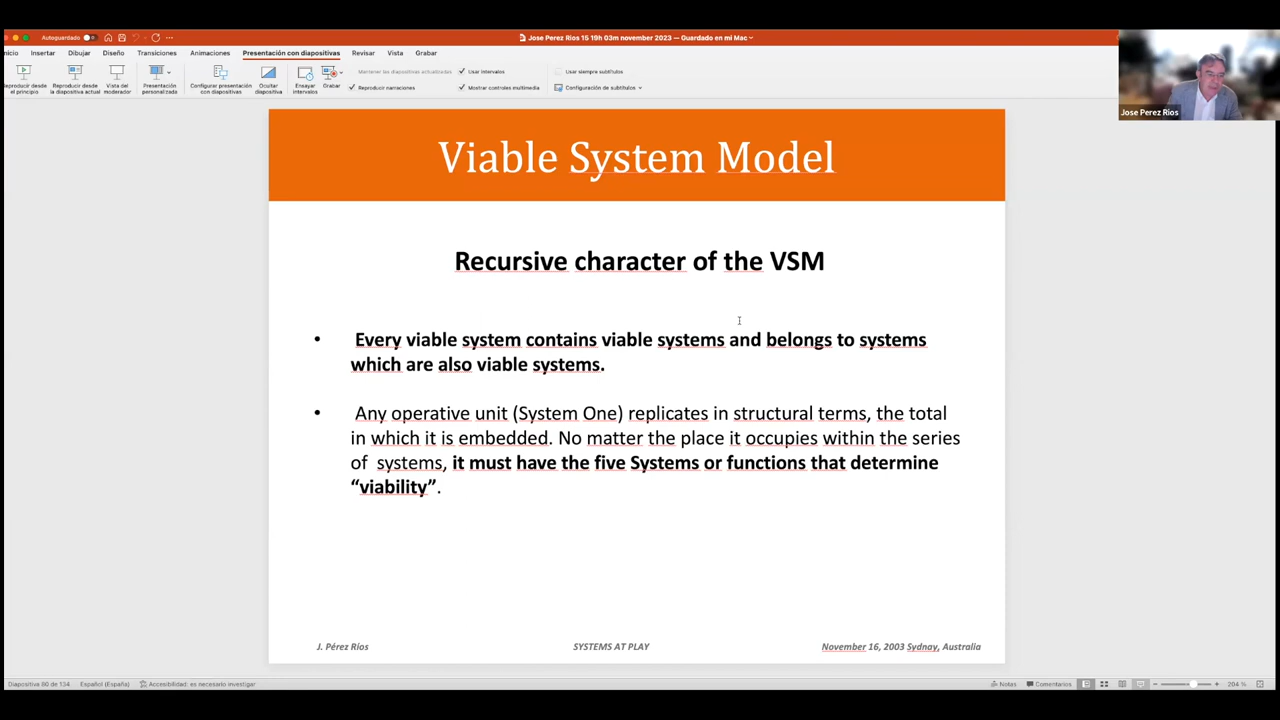 Autoguardado
Jose Perez Rios 15 19h 03m november 2023 — Guardado en mi Mac
nicio Insertar Dibujar Diseño Transiciones Animaciones Presentación con diapositivas Revisar Vista Grabar
eproducir desde el principio
Reproducir desde la diapositiva actual
Vista del moderador
Presentación personalizada
Configurar presentación con diapositivas
Ocultar diapositiva
Ensayar intervalos
Grabar
Mantener las diapositivas actualizadas
Reproducir narraciones
Usar intervalos
Mostrar controles multimedia
Usar siempre subtítulos
Configuración de subtítulos
Jose Perez Rios
Viable System Model
Recursive character of the VSM
• Every viable system contains viable systems and belongs to systems
which are also viable systems.
• Any operative unit (System One) replicates in structural terms, the total
in which it is embedded. No matter the place it occupies within the series
of systems, it must have the five Systems or functions that determine
“viability”.
J. Pérez Ríos SYSTEMS AT PLAY November 16, 2003 Sydnay, Australia
Diapositiva 80 de 134 Español (España) Accesibilidad: es necesario investigar Notas Comentarios 204 %